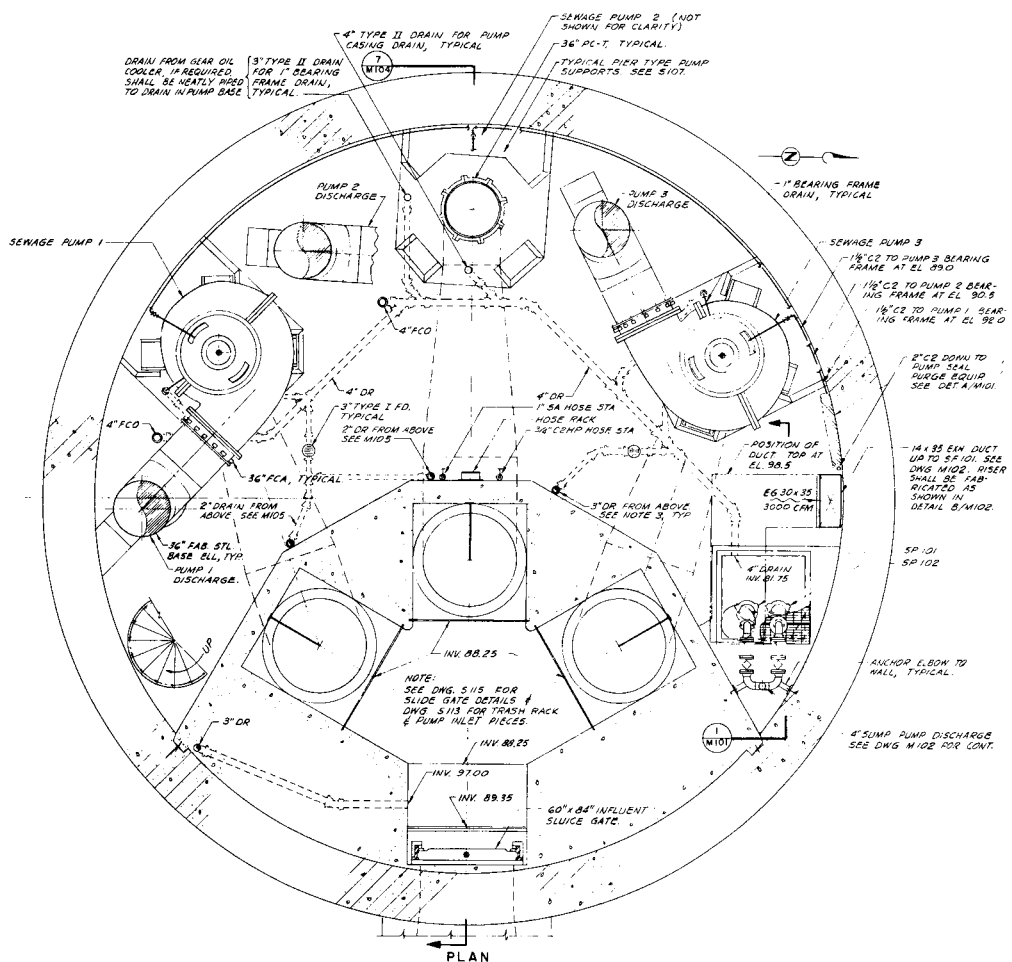 SEWAGE PUMP 2 (NOT
SHOWN FOR CLARITY)
4" TYPE II DRAIN FOR PUMP
CASING DRAIN, TYPICAL
36" PC-T, TYPICAL.
TYPICAL PIER TYPE PUMP
SUPPORTS. SEE S107.
DRAIN FROM GEAR OIL
COOLER, IF REQUIRED
SHALL BE NEATLY PIPED
TO DRAIN IN PUMP BASE
3" TYPE II DRAIN
FOR 1" BEARING
FRAME DRAIN,
TYPICAL.
7
M104
Z
1" BEARING FRAME
DRAIN, TYPICAL
PUMP 2
DISCHARGE
PUMP 3
DISCHARGE
SEWAGE PUMP 1
SEWAGE PUMP 3
1½" C2 TO PUMP 3 BEARING
FRAME AT EL 89.0
1½" C2 TO PUMP 2 BEAR-
ING FRAME AT EL 90.5
1½" C2 TO PUMP 1 BEAR-
ING FRAME AT EL 92.0
4" FCO
2" C2 DOWN TO
PUMP SEAL
PURGE EQUIP.
SEE DET A/M101.
4" DR
4" DR
3" TYPE I FD.
TYPICAL
2" DR FROM ABOVE
SEE M105
1" SA HOSE STA
HOSE RACK
3/4" C2HP HOSE STA
4" FCO
POSITION OF
DUCT TOP AT
EL. 98.5
14 x 35 EXH DUCT
UP TO SF 101. SEE
DWG M102. RISER
SHALL BE FAB-
RICATED AS
SHOWN IN
DETAIL B/M102.
36" FCA, TYPICAL
EG 30 x 35
3000 CFM
2" DRAIN FROM
ABOVE, SEE M105
3" DR FROM ABOVE
SEE NOTE 3, TYP.
36" FAB. STL
BASE ELL, TYP.
PUMP 1
DISCHARGE.
SP 101
SP 102
4" DRAIN
INV. 81.75
UP
INV. 88.25
ANCHOR ELBOW TO
WALL, TYPICAL.
NOTE:
SEE DWG. S115 FOR
SLIDE GATE DETAILS &
DWG S113 FOR TRASH RACK
& PUMP INLET PIECES.
3" DR
1
M101
4" SUMP PUMP DISCHARGE
SEE DWG M102 FOR CONT.
INV 88.25
INV. 97.00
INV. 89.35
60" x 84" INFLUENT
SLUICE GATE.
PLAN